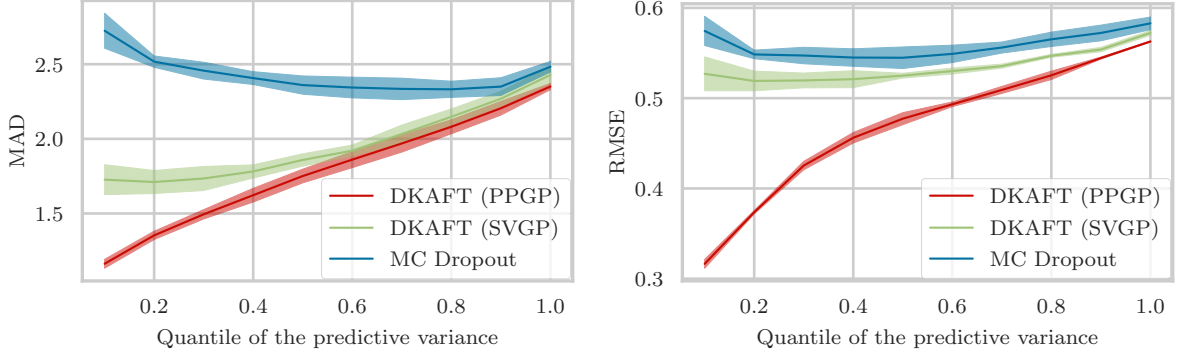 MAD
2.5
2.0
1.5
DKAFT (PPGP)
DKAFT (SVGP)
MC Dropout
0.2 0.4 0.6 0.8 1.0
Quantile of the predictive variance
RMSE
0.6
0.5
0.4
0.3
DKAFT (PPGP)
DKAFT (SVGP)
MC Dropout
0.2 0.4 0.6 0.8 1.0
Quantile of the predictive variance